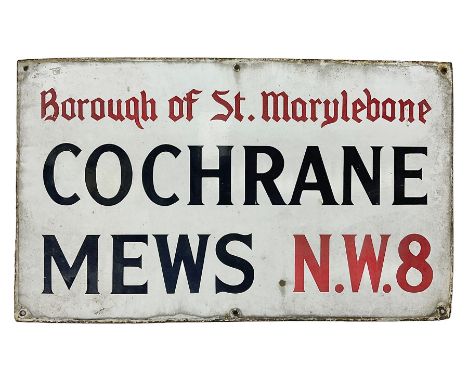 Borough of St. Marylebone
COCHRANE
MEWS N.W.8